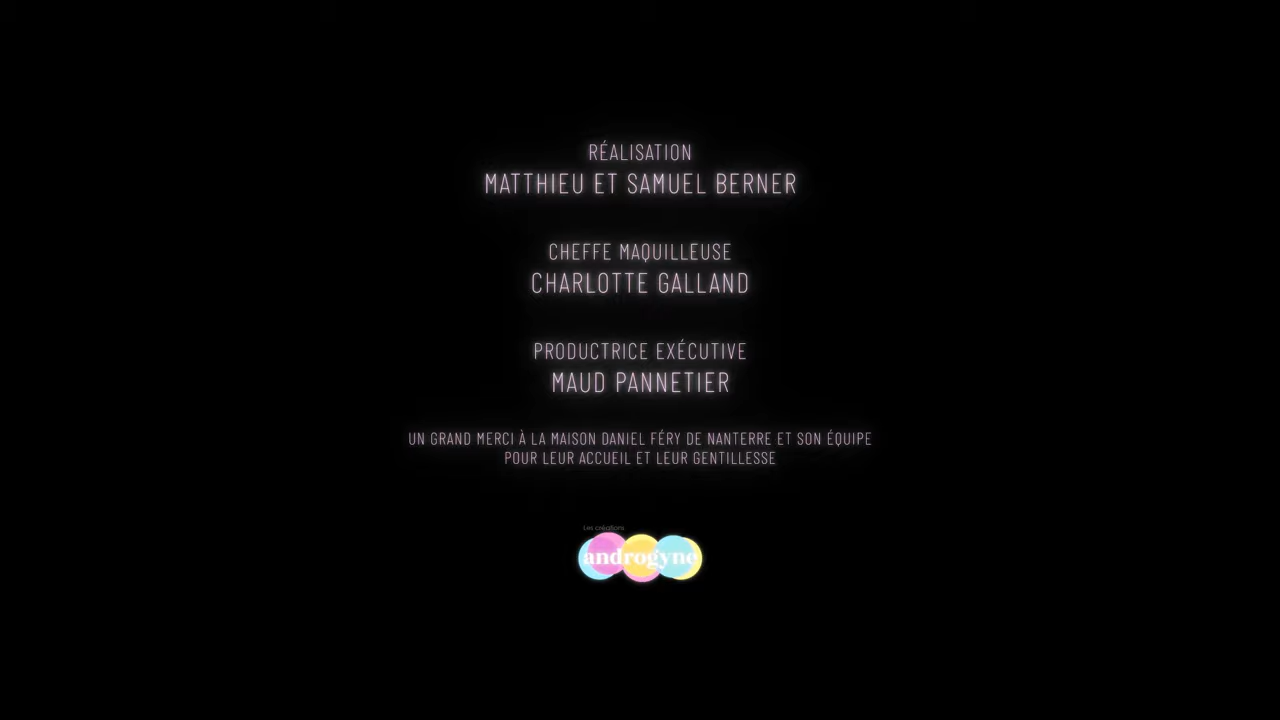 RÉALISATION
MATTHIEU ET SAMUEL BERNER
CHEFFE MAQUILLEUSE
CHARLOTTE GALLAND
PRODUCTRICE EXÉCUTIVE
MAUD PANNETIER
UN GRAND MERCI À LA MAISON DANIEL FÉRY DE NANTERRE ET SON ÉQUIPE
POUR LEUR ACCUEIL ET LEUR GENTILLESSE
Les créations
androgyne